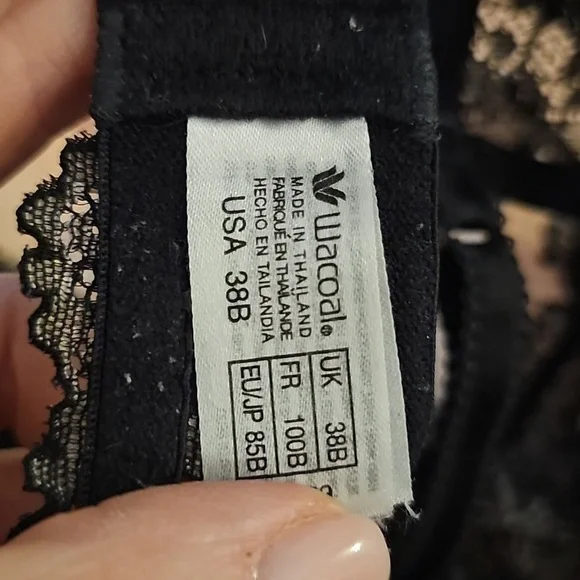 wacoal®
MADE IN THAILAND
FABRIQUÉ EN THAÏLANDE
HECHO EN TAILANDIA
USA 38B
UK 38B
FR 100B
EU/JP 85B